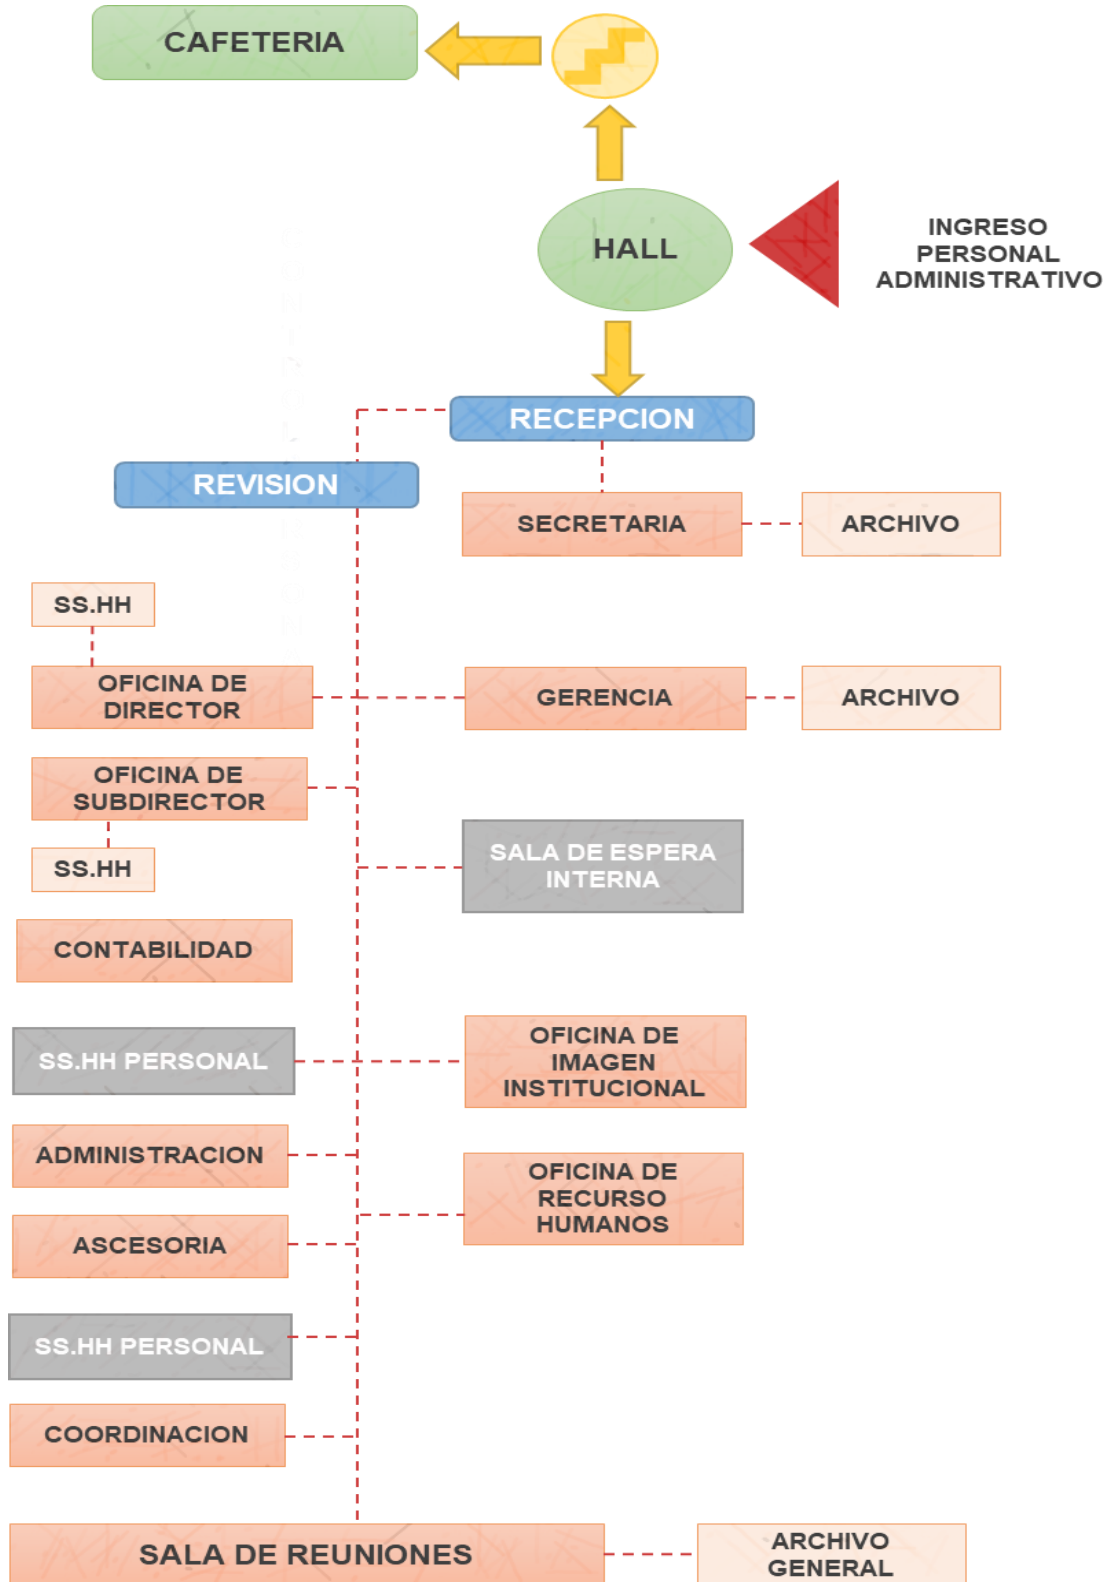 CAFETERIA
HALL
INGRESO
PERSONAL
ADMINISTRATIVO
RECEPCION
REVISION
SECRETARIA
ARCHIVO
SS.HH
OFICINA DE
DIRECTOR
GERENCIA
ARCHIVO
OFICINA DE
SUBDIRECTOR
SS.HH
SALA DE ESPERA
INTERNA
CONTABILIDAD
SS.HH PERSONAL
OFICINA DE
IMAGEN
INSTITUCIONAL
ADMINISTRACION
OFICINA DE
RECURSO
HUMANOS
ASCESORIA
SS.HH PERSONAL
COORDINACION
SALA DE REUNIONES
ARCHIVO
GENERAL